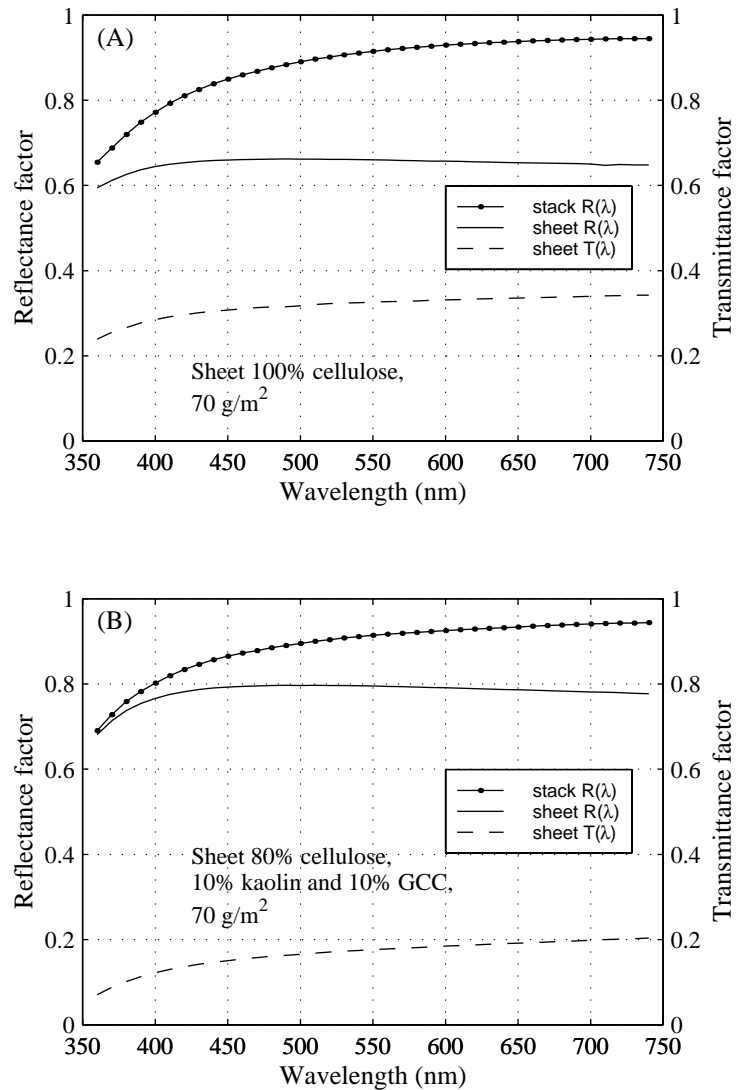 (A)
1
0.8
0.6
0.4
0.2
0
1
0.8
0.6
0.4
0.2
0
Reflectance factor
Transmittance factor
stack R(λ)
sheet R(λ)
sheet T(λ)
Sheet 100% cellulose,
70 g/m²
350 400 450 500 550 600 650 700 750
Wavelength (nm)
(B)
1
0.8
0.6
0.4
0.2
0
1
0.8
0.6
0.4
0.2
0
Reflectance factor
Transmittance factor
stack R(λ)
sheet R(λ)
sheet T(λ)
Sheet 80% cellulose,
10% kaolin and 10% GCC,
70 g/m²
350 400 450 500 550 600 650 700 750
Wavelength (nm)